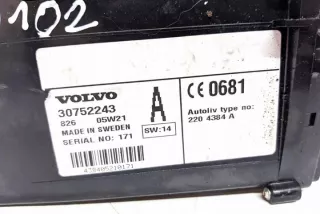 102
VOLVO
30752243
826 05W21
MADE IN SWEDEN
SERIAL NO: 171
A
SW:14
CE 0681
Autoliv type no:
220 4364 A